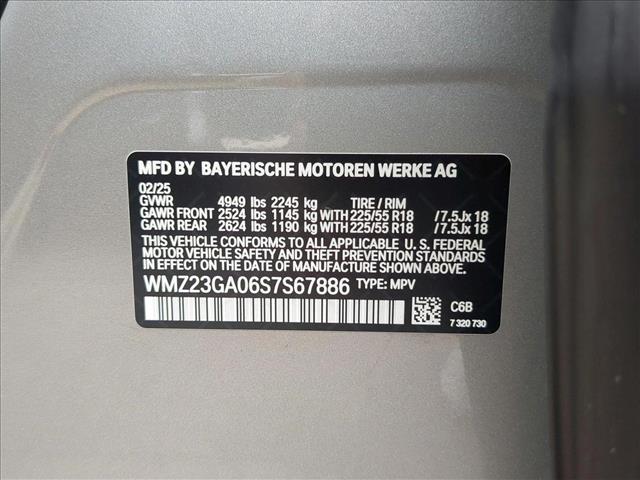 MFD BY BAYERISCHE MOTOREN WERKE AG
02/25
GVWR 4949 lbs 2245 kg TIRE / RIM
GAWR FRONT 2524 lbs 1145 kg WITH 225/55 R18 /7.5Jx 18
GAWR REAR 2624 lbs 1190 kg WITH 225/55 R18 /7.5Jx 18
THIS VEHICLE CONFORMS TO ALL APPLICABLE U. S. FEDERAL
MOTOR VEHICLE SAFETY AND THEFT PREVENTION STANDARDS
IN EFFECT ON THE DATE OF MANUFACTURE SHOWN ABOVE.
WMZ23GA06S7S67886 TYPE: MPV
C6B
7 320 730